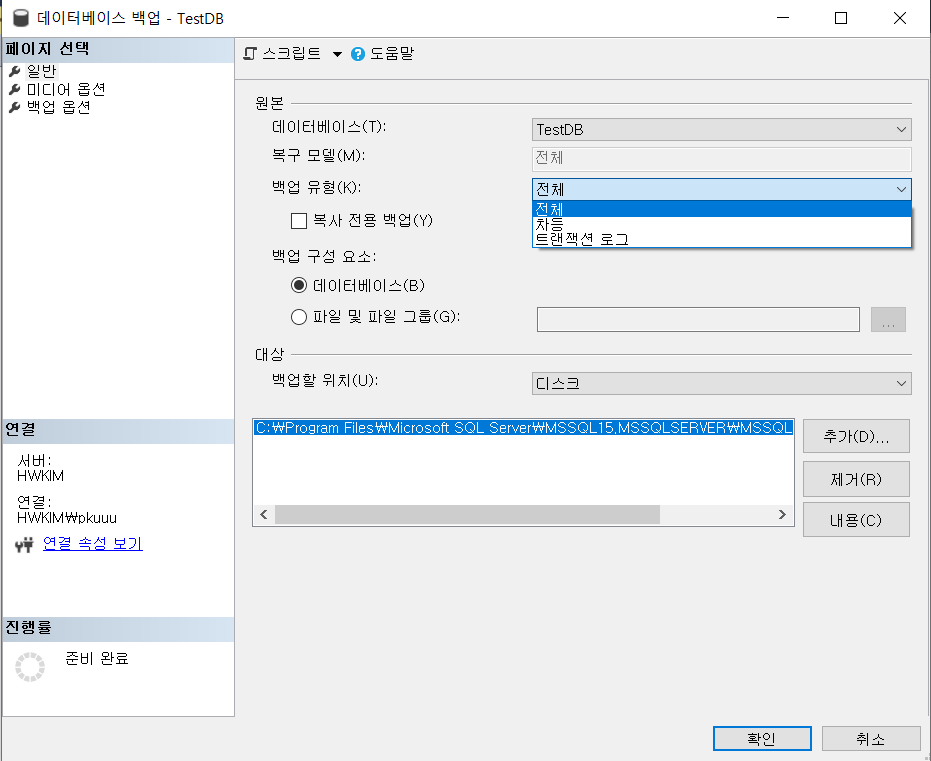 데이터베이스 백업 - TestDB
페이지 선택
일반
미디어 옵션
백업 옵션
스크립트
도움말
원본
데이터베이스(T):
TestDB
복구 모델(M):
전체
백업 유형(K):
전체
전체
차등
트랜잭션 로그
복사 전용 백업(Y)
백업 구성 요소:
데이터베이스(B)
파일 및 파일 그룹(G):
...
대상
백업할 위치(U):
디스크
C:₩Program Files₩Microsoft SQL Server₩MSSQL15.MSSQLSERVER₩MSSQL
추가(D)...
제거(R)
내용(C)
연결
서버:
HWKIM
연결:
HWKIM₩pkuuu
연결 속성 보기
진행률
준비 완료
확인
취소